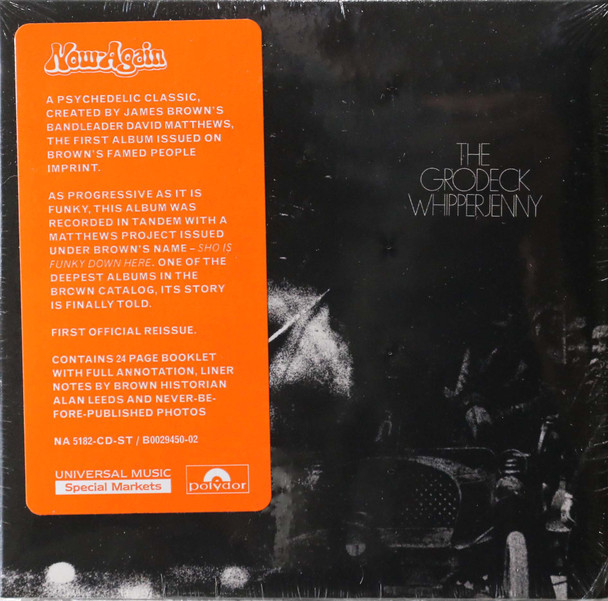 Now-Again
A PSYCHEDELIC CLASSIC,
CREATED BY JAMES BROWN'S
BANDLEADER DAVID MATTHEWS,
THE FIRST ALBUM ISSUED ON
BROWN'S FAMED PEOPLE
IMPRINT.
AS PROGRESSIVE AS IT IS
FUNKY, THIS ALBUM WAS
RECORDED IN TANDEM WITH A
MATTHEWS PROJECT ISSUED
UNDER BROWN'S NAME – SHO IS
FUNKY DOWN HERE. ONE OF THE
DEEPEST ALBUMS IN THE
BROWN CATALOG, ITS STORY
IS FINALLY TOLD.
FIRST OFFICIAL REISSUE.
CONTAINS 24 PAGE BOOKLET
WITH FULL ANNOTATION, LINER
NOTES BY BROWN HISTORIAN
ALAN LEEDS AND NEVER-BE-
FORE-PUBLISHED PHOTOS
NA 5182-CD-ST / B0029450-02
UNIVERSAL MUSIC
Special Markets
polydor
THE
GRODECK
WHIPPERJENNY